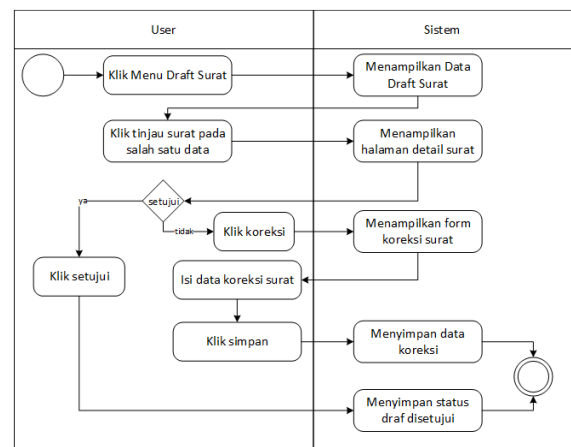 User
Sistem
Klik Menu Draft Surat
Menampilkan Data
Draft Surat
Klik tinjau surat pada
salah satu data
Menampilkan
halaman detail surat
setujui
ya
tidak
Klik koreksi
Menampilkan form
koreksi surat
Klik setujui
Isi data koreksi surat
Klik simpan
Menyimpan data
koreksi
Menyimpan status
draf disetujui